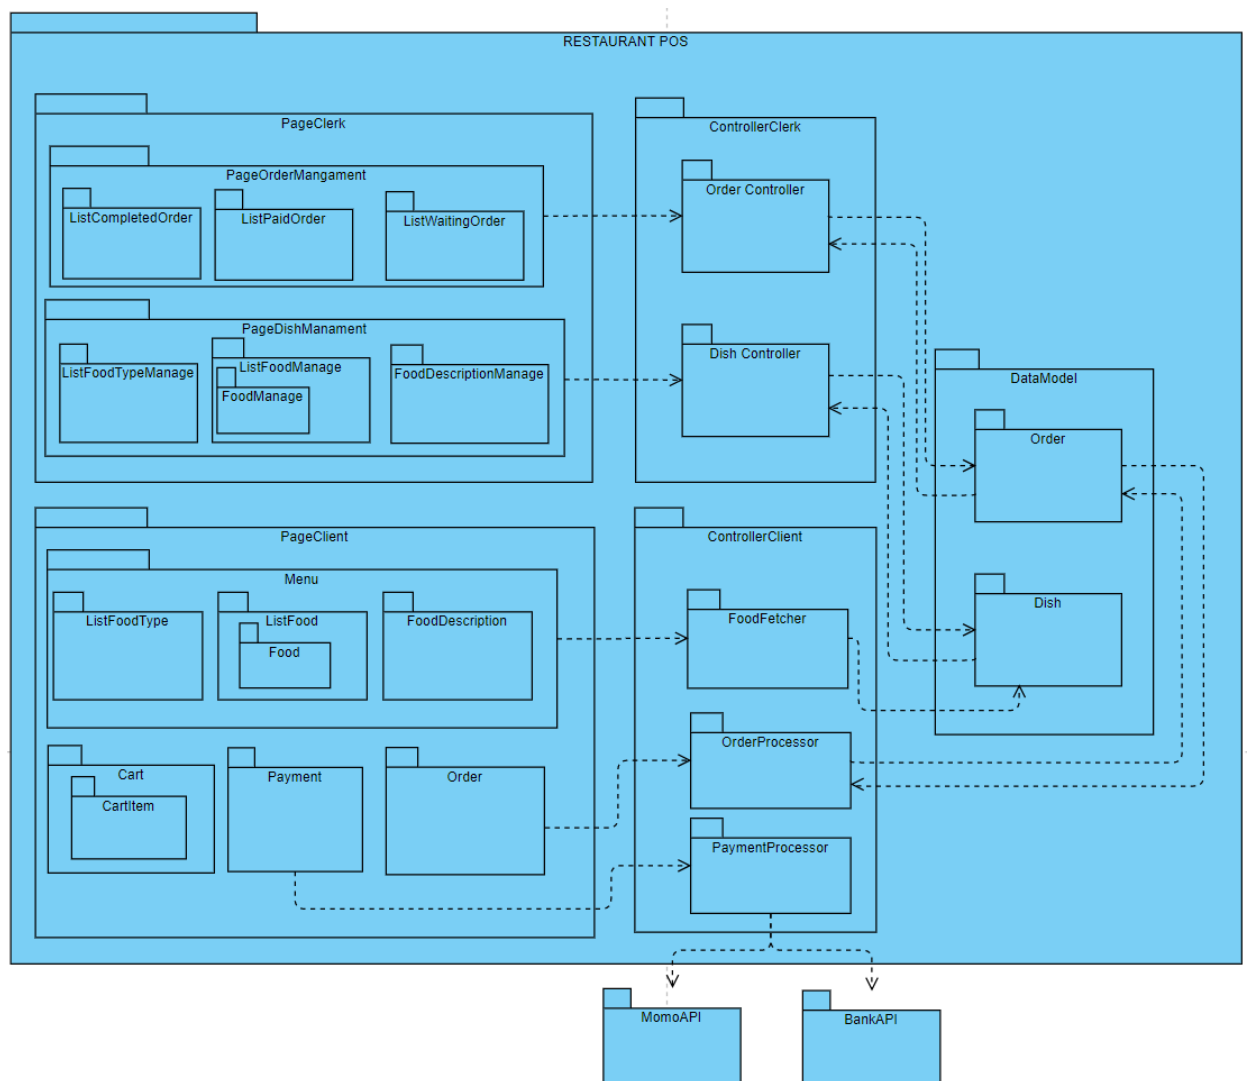 RESTAURANT POS
PageClerk
PageOrderMangament
ListCompletedOrder
ListPaidOrder
ListWaitingOrder
PageDishManament
ListFoodTypeManage
ListFoodManage
FoodManage
FoodDescriptionManage
ControllerClerk
Order Controller
Dish Controller
DataModel
Order
Dish
PageClient
Menu
ListFoodType
ListFood
Food
FoodDescription
Cart
CartItem
Payment
Order
ControllerClient
FoodFetcher
OrderProcessor
PaymentProcessor
MomoAPI
BankAPI